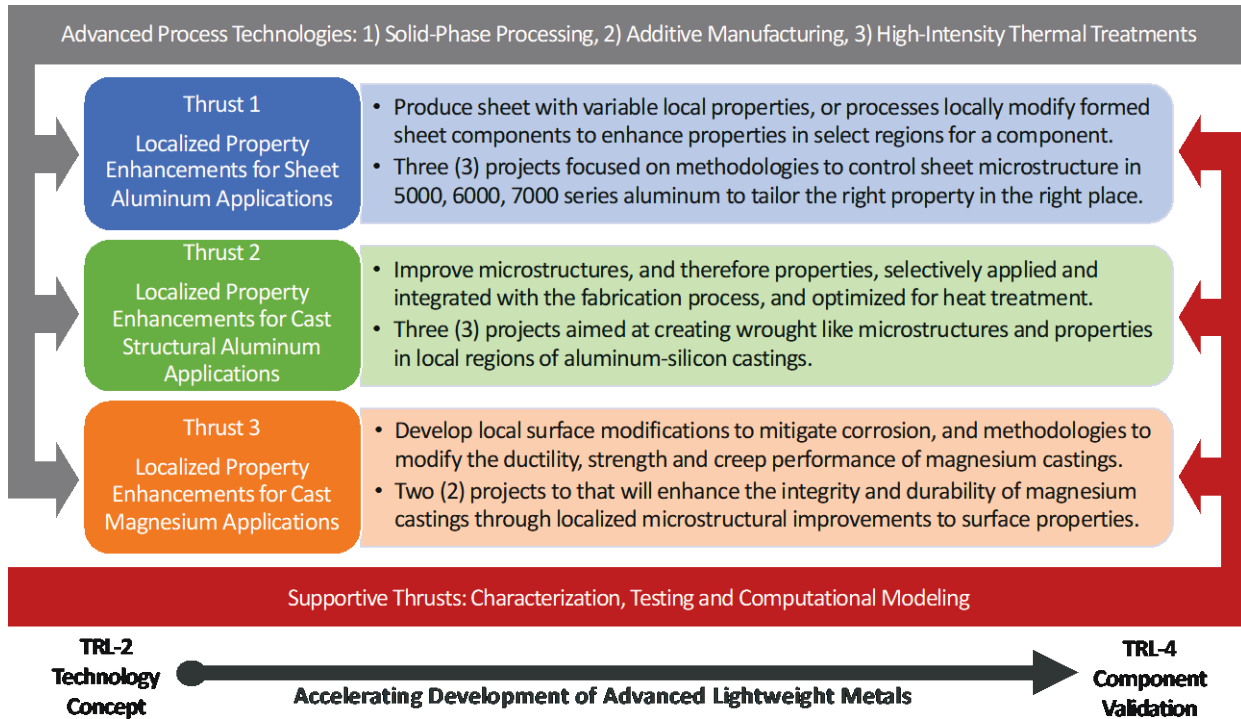 Advanced Process Technologies: 1) Solid-Phase Processing, 2) Additive Manufacturing, 3) High-Intensity Thermal Treatments
Thrust 1
Localized Property
Enhancements for Sheet
Aluminum Applications
• Produce sheet with variable local properties, or processes locally modify formed
sheet components to enhance properties in select regions for a component.
• Three (3) projects focused on methodologies to control sheet microstructure in
5000, 6000, 7000 series aluminum to tailor the right property in the right place.
Thrust 2
Localized Property
Enhancements for Cast
Structural Aluminum
Applications
• Improve microstructures, and therefore properties, selectively applied and
integrated with the fabrication process, and optimized for heat treatment.
• Three (3) projects aimed at creating wrought like microstructures and properties
in local regions of aluminum-silicon castings.
Thrust 3
Localized Property
Enhancements for Cast
Magnesium Applications
• Develop local surface modifications to mitigate corrosion, and methodologies to
modify the ductility, strength and creep performance of magnesium castings.
• Two (2) projects to that will enhance the integrity and durability of magnesium
castings through localized microstructural improvements to surface properties.
Supportive Thrusts: Characterization, Testing and Computational Modeling
TRL-2
Technology
Concept
Accelerating Development of Advanced Lightweight Metals
TRL-4
Component
Validation